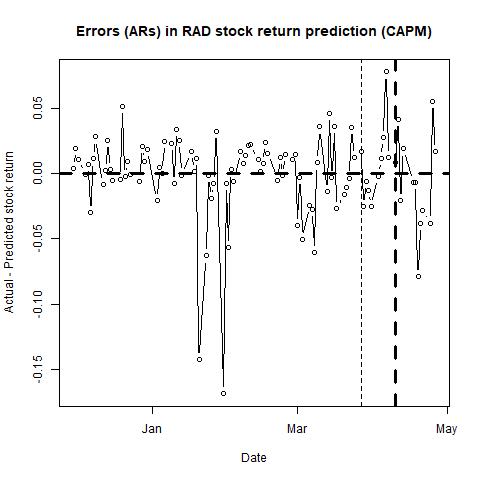 Errors (ARs) in RAD stock return prediction (CAPM)
Actual - Predicted stock return
0.05
0.00
-0.05
-0.10
-0.15
Jan
Mar
May
Date